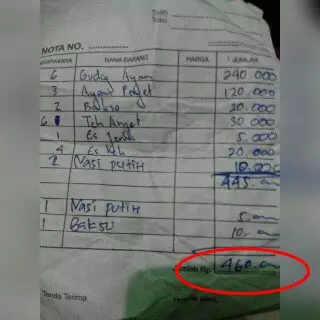 Tuan
Toko
NOTA NO. ..............
BANYAKNYA NAMA BARANG HARGA JUMLAH
6 Gudeg Ayam 240.000
3 Ayam Penyet 120.000
2 Bakso 20.000
6 Teh Anget 30 000
1 Es Jeruk 5.000
4 Es teh 20.000
2 Nasi putih 10.000
445.000
1 Nasi putih 5.000
1 Bakso 10.000
Jumlah Rp. 460.000
Tanda Terima Hormat kami,